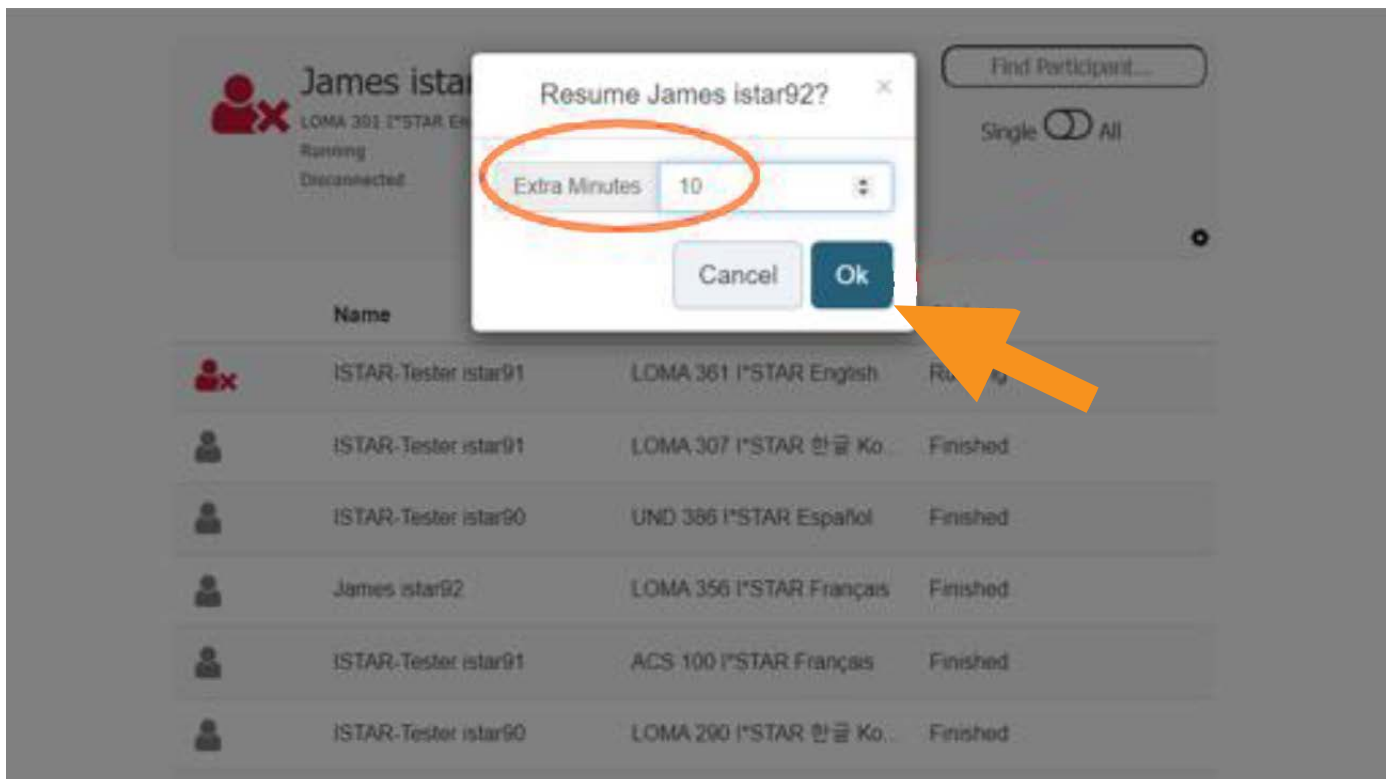 James istar
LOMA 301 I*STAR En
Running
Disconnected
Resume James istar92?
×
Extra Minutes 10
Cancel Ok
Find Participant...
Single All
Name
ISTAR-Tester istar91 LOMA 361 I*STAR English
ISTAR-Tester istar91 LOMA 307 I*STAR 한글 Ko... Finished
ISTAR-Tester istar90 UND 386 I*STAR Español Finished
James istar92 LOMA 356 I*STAR Français Finished
ISTAR-Tester istar91 ACS 100 I*STAR Français Finished
ISTAR-Tester istar90 LOMA 290 I*STAR 한글 Ko... Finished